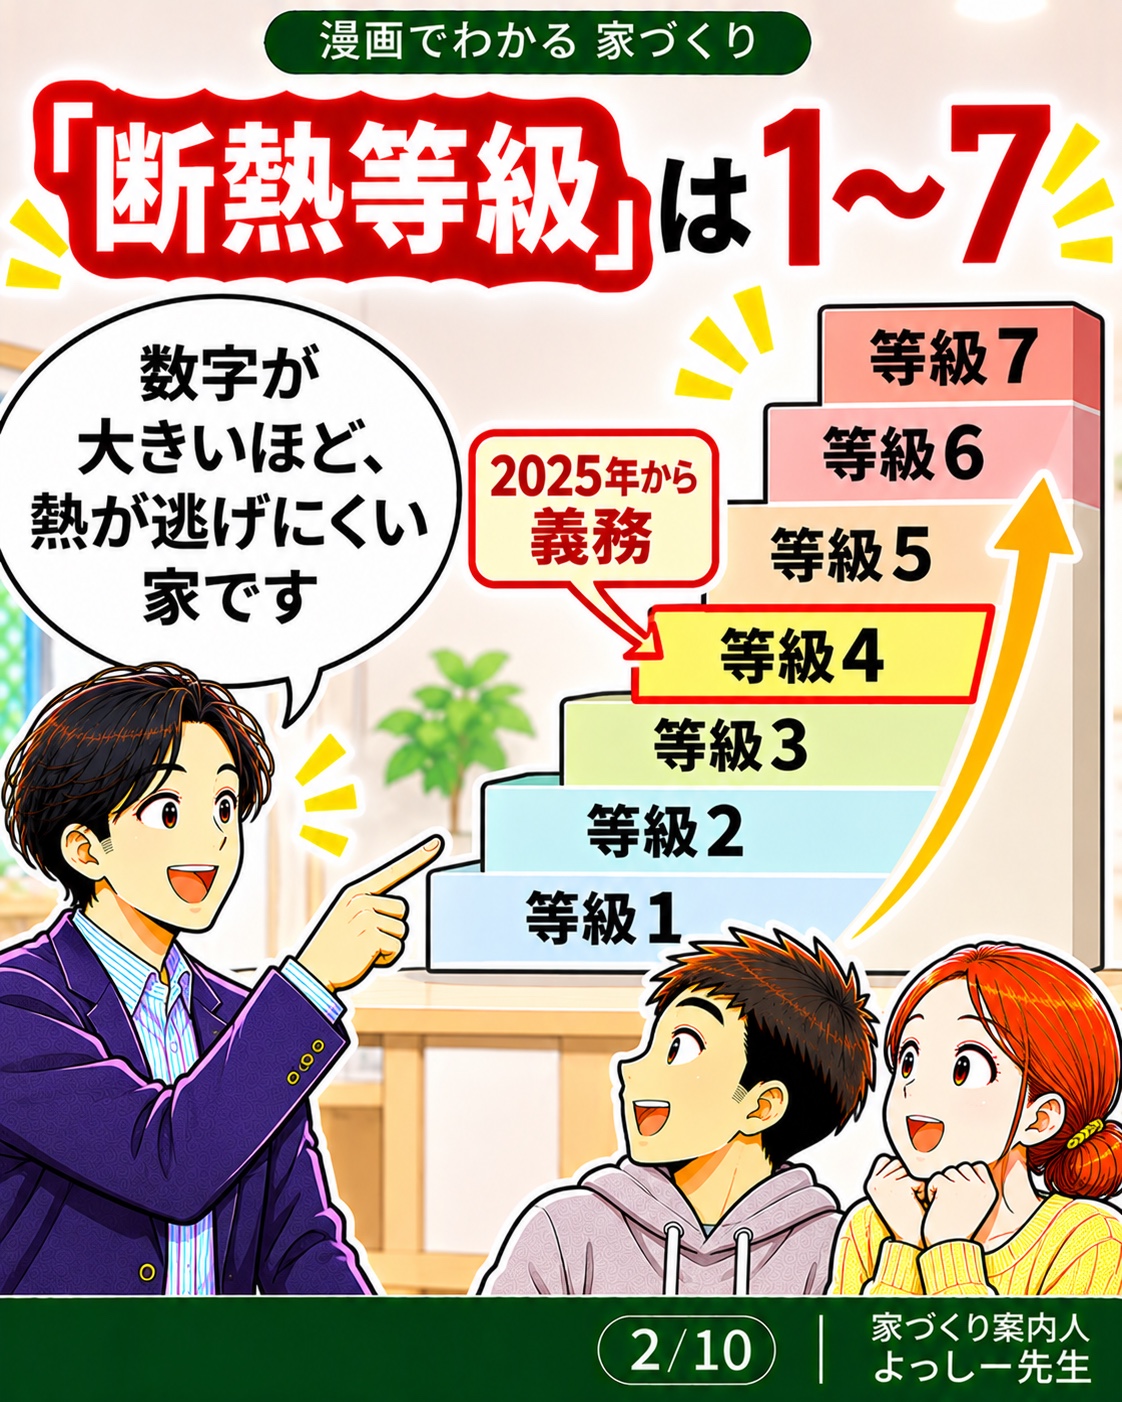 漫画でわかる 家づくり
「断熱等級」は1〜7
数字が
大きいほど、
熱が逃げにくい
家です
2025年から
義務
等級7
等級6
等級5
等級4
等級3
等級2
等級1
2/10
家づくり案内人
よっしー先生